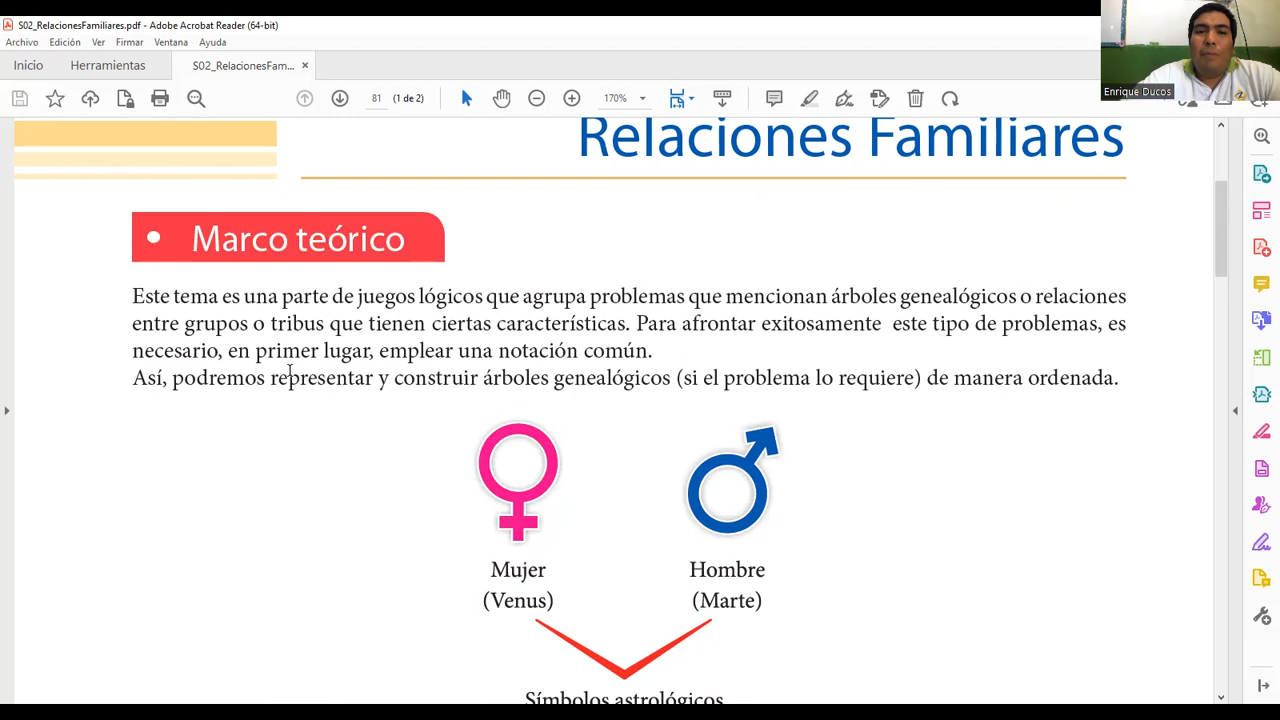 S02_RelacionesFamiliares.pdf - Adobe Acrobat Reader (64-bit)
Archivo Edición Ver Firmar Ventana Ayuda
Inicio Herramientas S02_RelacionesFam... ×
81 (1 de 2) 170%
Enrique Ducos
Relaciones Familiares
• Marco teórico
Este tema es una parte de juegos lógicos que agrupa problemas que mencionan árboles genealógicos o relaciones
entre grupos o tribus que tienen ciertas características. Para afrontar exitosamente este tipo de problemas, es
necesario, en primer lugar, emplear una notación común.
Así, podremos representar y construir árboles genealógicos (si el problema lo requiere) de manera ordenada.
Mujer Hombre
(Venus) (Marte)
Símbolos astrológicos